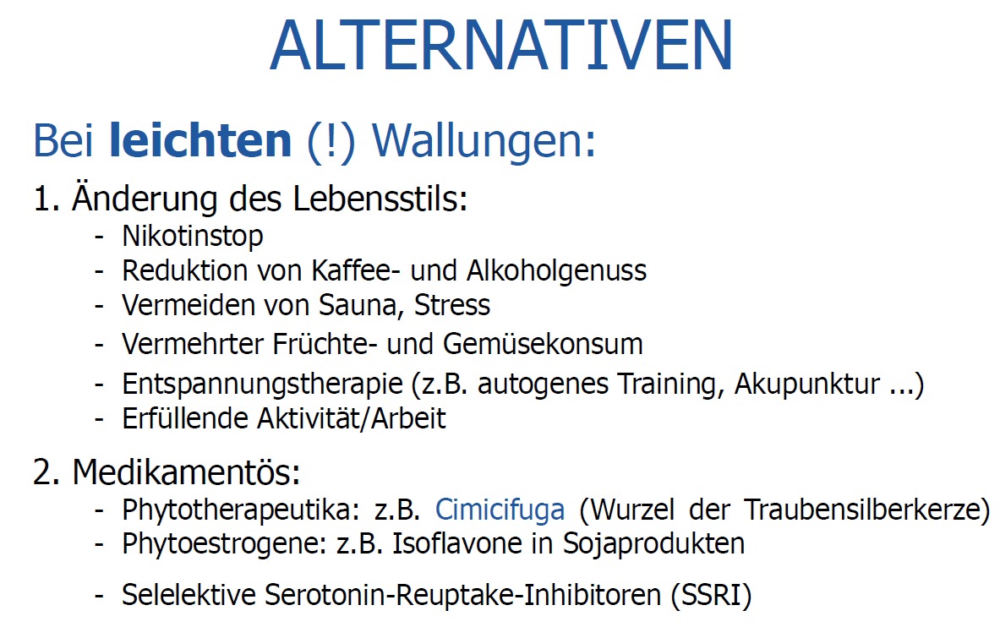 ALTERNATIVEN
Bei leichten (!) Wallungen:
1. Änderung des Lebensstils:
- Nikotinstop
- Reduktion von Kaffee- und Alkoholgenuss
- Vermeiden von Sauna, Stress
- Vermehrter Früchte- und Gemüsekonsum
- Entspannungstherapie (z.B. autogenes Training, Akupunktur ...)
- Erfüllende Aktivität/Arbeit
2. Medikamentös:
- Phytotherapeutika: z.B. Cimicifuga (Wurzel der Traubensilberkerze)
- Phytoestrogene: z.B. Isoflavone in Sojaprodukten
- Selelektive Serotonin-Reuptake-Inhibitoren (SSRI)